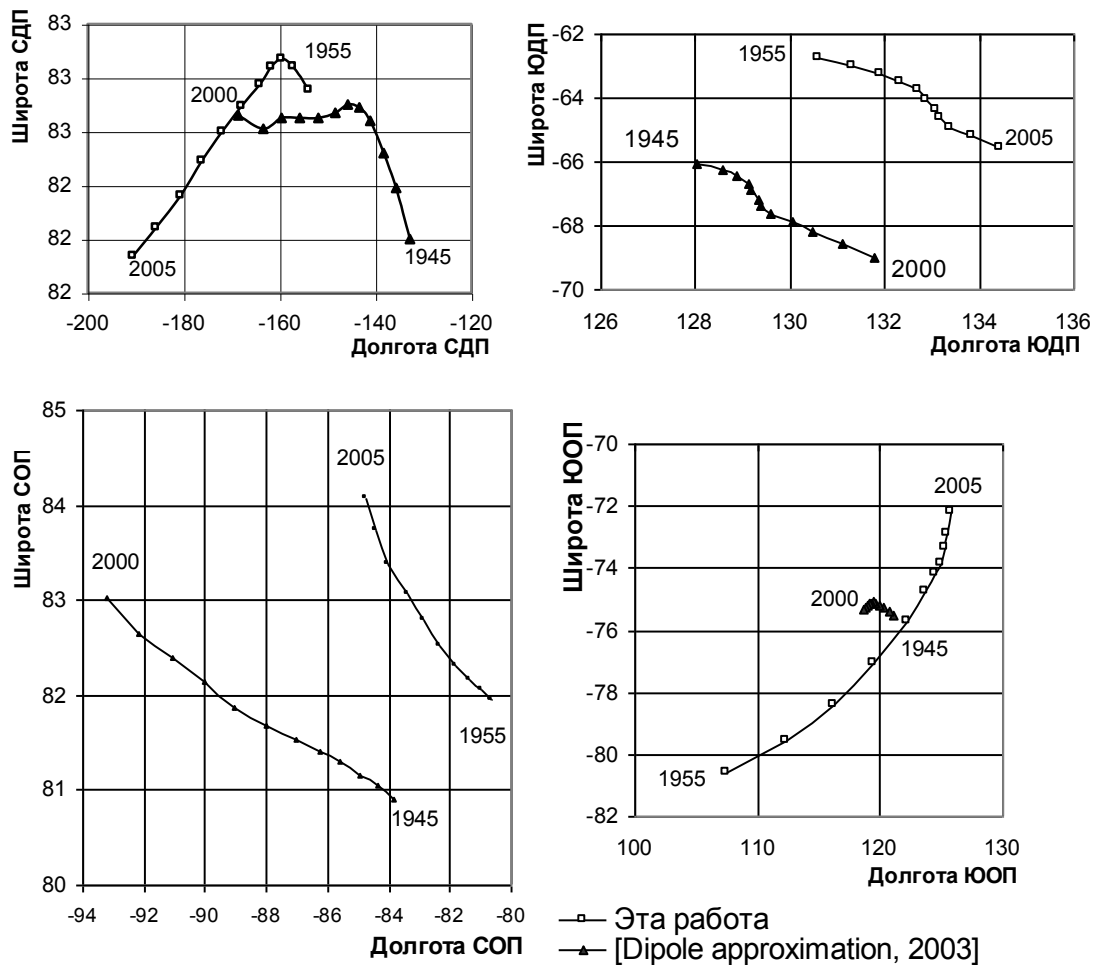 Широта СДП
83
83
83
82
82
82
-200 -180 -160 -140 -120
Долгота СДП
1955
2000
2005
1945
Широта ЮДП
-62
-64
-66
-68
-70
126 128 130 132 134 136
Долгота ЮДП
1955
2005
1945
2000
Широта СОП
85
84
83
82
81
80
-94 -92 -90 -88 -86 -84 -82 -80
Долгота СОП
2005
2000
1955
1945
Широта ЮОП
-70
-72
-74
-76
-78
-80
-82
100 110 120 130
Долгота ЮОП
2005
2000
1945
1955
Эта работа
[Dipole approximation, 2003]